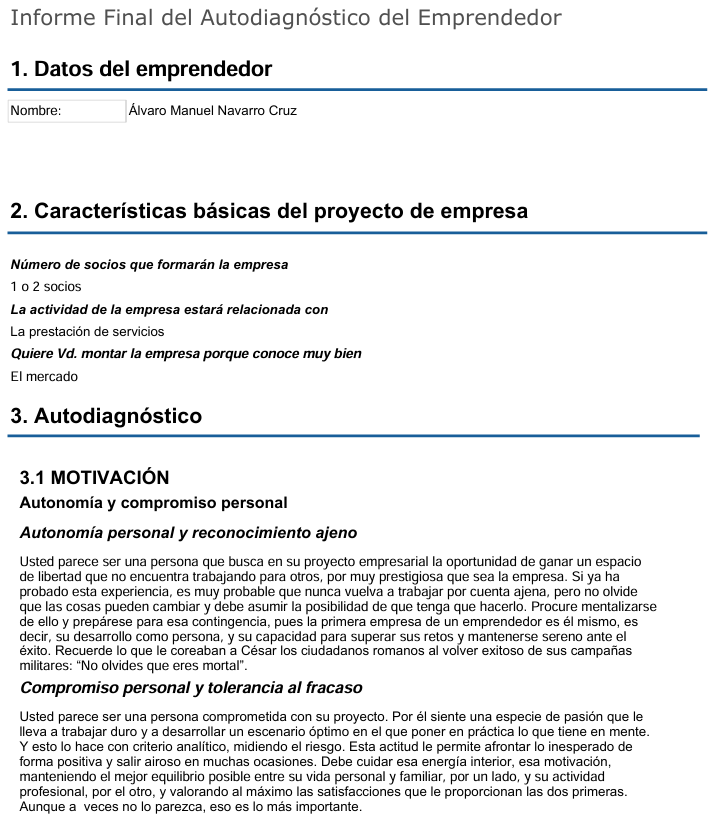 Informe Final del Autodiagnóstico del Emprendedor
1. Datos del emprendedor
Nombre: Álvaro Manuel Navarro Cruz
2. Características básicas del proyecto de empresa
Número de socios que formarán la empresa
1 o 2 socios
La actividad de la empresa estará relacionada con
La prestación de servicios
Quiere Vd. montar la empresa porque conoce muy bien
El mercado
3. Autodiagnóstico
3.1 MOTIVACIÓN
Autonomía y compromiso personal
Autonomía personal y reconocimiento ajeno
Usted parece ser una persona que busca en su proyecto empresarial la oportunidad de ganar un espacio
de libertad que no encuentra trabajando para otros, por muy prestigiosa que sea la empresa. Si ya ha
probado esta experiencia, es muy probable que nunca vuelva a trabajar por cuenta ajena, pero no olvide
que las cosas pueden cambiar y debe asumir la posibilidad de que tenga que hacerlo. Procure mentalizarse
de ello y prepárese para esa contingencia, pues la primera empresa de un emprendedor es él mismo, es
decir, su desarrollo como persona, y su capacidad para superar sus retos y mantenerse sereno ante el
éxito. Recuerde lo que le coreaban a César los ciudadanos romanos al volver exitoso de sus campañas
militares: “No olvides que eres mortal”.
Compromiso personal y tolerancia al fracaso
Usted parece ser una persona comprometida con su proyecto. Por él siente una especie de pasión que le
lleva a trabajar duro y a desarrollar un escenario óptimo en el que poner en práctica lo que tiene en mente.
Y esto lo hace con criterio analítico, midiendo el riesgo. Esta actitud le permite afrontar lo inesperado de
forma positiva y salir airoso en muchas ocasiones. Debe cuidar esa energía interior, esa motivación,
manteniendo el mejor equilibrio posible entre su vida personal y familiar, por un lado, y su actividad
profesional, por el otro, y valorando al máximo las satisfacciones que le proporcionan las dos primeras.
Aunque a veces no lo parezca, eso es lo más importante.